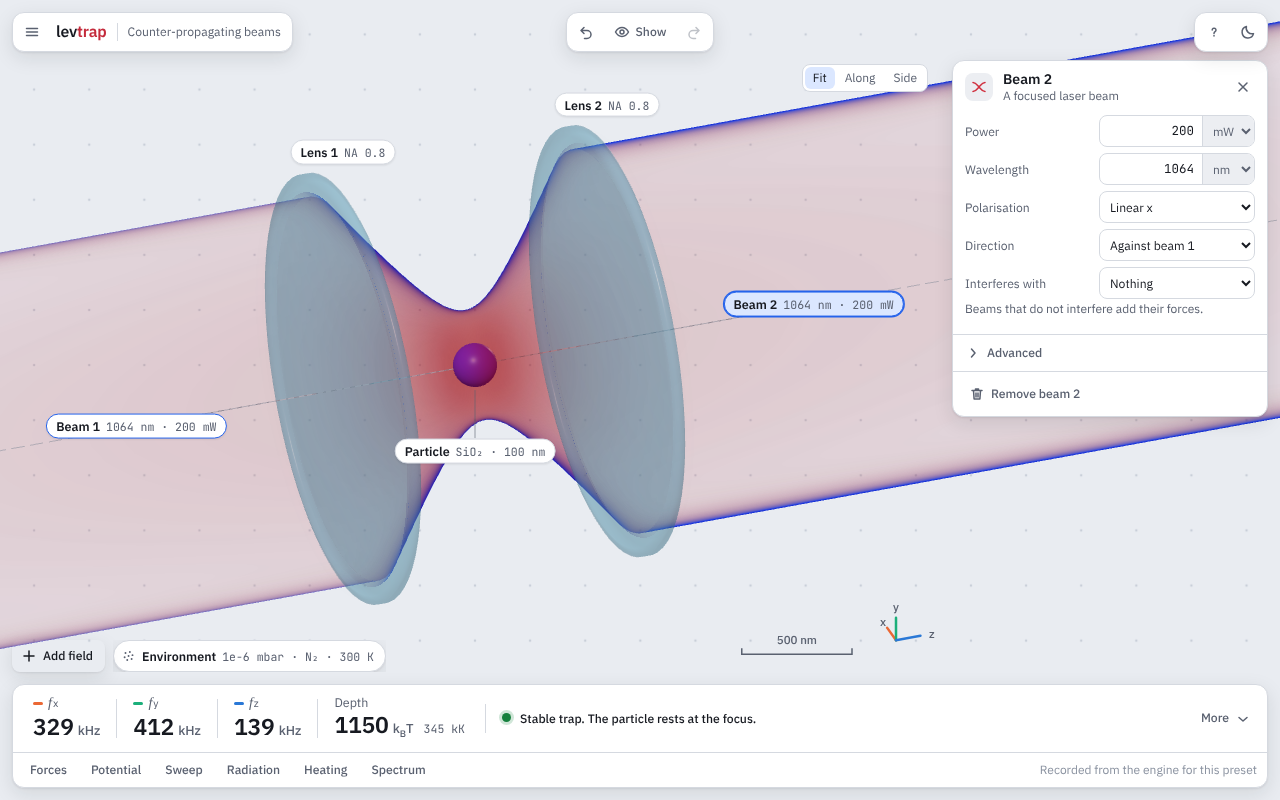 levtrap
Counter-propagating beams
Show
?
Fit
Along
Side
Beam 2
A focused laser beam
Power
200
mW
Wavelength
1064
nm
Polarisation
Linear x
Direction
Against beam 1
Interferes with
Nothing
Beams that do not interfere add their forces.
Advanced
Remove beam 2
Lens 2 NA 0.8
Lens 1 NA 0.8
Beam 2 1064 nm · 200 mW
Beam 1 1064 nm · 200 mW
Particle SiO₂ · 100 nm
y
x
z
500 nm
Add field
Environment 1e-6 mbar · N₂ · 300 K
fx
329 kHz
fy
412 kHz
fz
139 kHz
Depth
1150 k_BT 345 kK
Stable trap. The particle rests at the focus.
More
Forces
Potential
Sweep
Radiation
Heating
Spectrum
Recorded from the engine for this preset